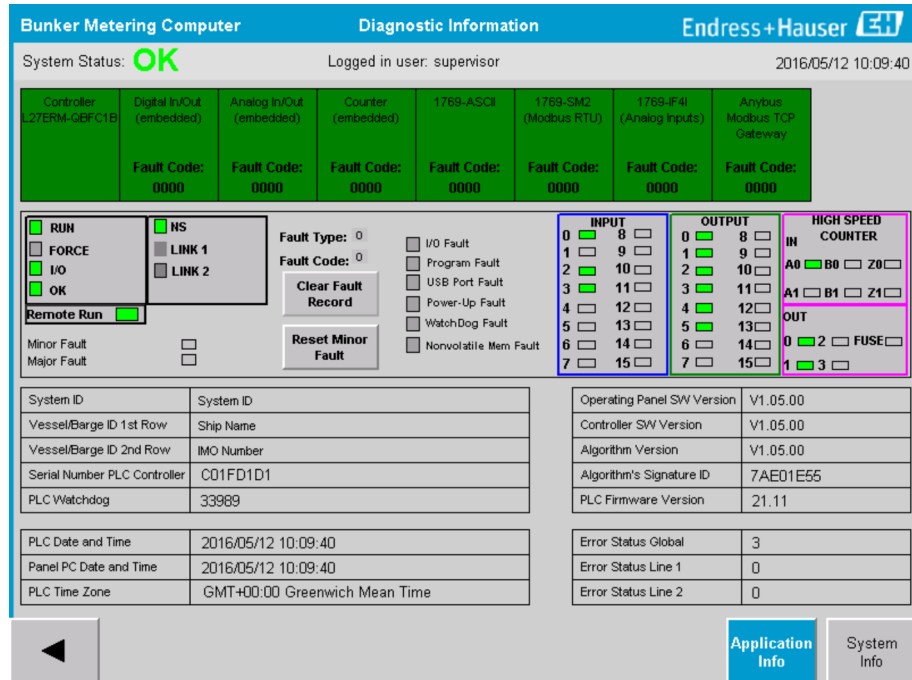 Bunker Metering Computer Diagnostic Information Endress+Hauser EH
System Status: OK Logged in user: supervisor 2016/05/12 10:09:40
Controller Digital In/Out Analog In/Out Counter 1769-ASCII 1769-SM2 1769-IF4I Anybus
L27ERM-QBFC1B (embedded) (embedded) (embedded) (Modbus RTU) (Analog Inputs) Modbus TCP
Gateway
Fault Code: Fault Code: Fault Code: Fault Code: Fault Code: Fault Code: Fault Code:
0000 0000 0000 0000 0000 0000 0000
RUN
FORCE
I/O
OK
Remote Run
Minor Fault
Major Fault
NS
LINK 1
LINK 2
Fault Type: 0
Fault Code: 0
Clear Fault
Record
Reset Minor
Fault
I/O Fault
Program Fault
USB Port Fault
Power-Up Fault
WatchDog Fault
Nonvolatile Mem Fault
INPUT
0 8
1 9
2 10
3 11
4 12
5 13
6 14
7 15
OUTPUT
0 8
1 9
2 10
3 11
4 12
5 13
6 14
7 15
HIGH SPEED
IN COUNTER
A0 B0 Z0
A1 B1 Z1
OUT
0 2 FUSE
1 3
System ID System ID
Vessel/Barge ID 1st Row Ship Name
Vessel/Barge ID 2nd Row IMO Number
Serial Number PLC Controller C01FD1D1
PLC Watchdog 33989
Operating Panel SW Version V1.05.00
Controller SW Version V1.05.00
Algorithm Version V1.05.00
Algorithm's Signature ID 7AE01E55
PLC Firmware Version 21.11
PLC Date and Time 2016/05/12 10:09:40
Panel PC Date and Time 2016/05/12 10:09:40
PLC Time Zone GMT+00:00 Greenwich Mean Time
Error Status Global 3
Error Status Line 1 0
Error Status Line 2 0
Application
Info
System
Info